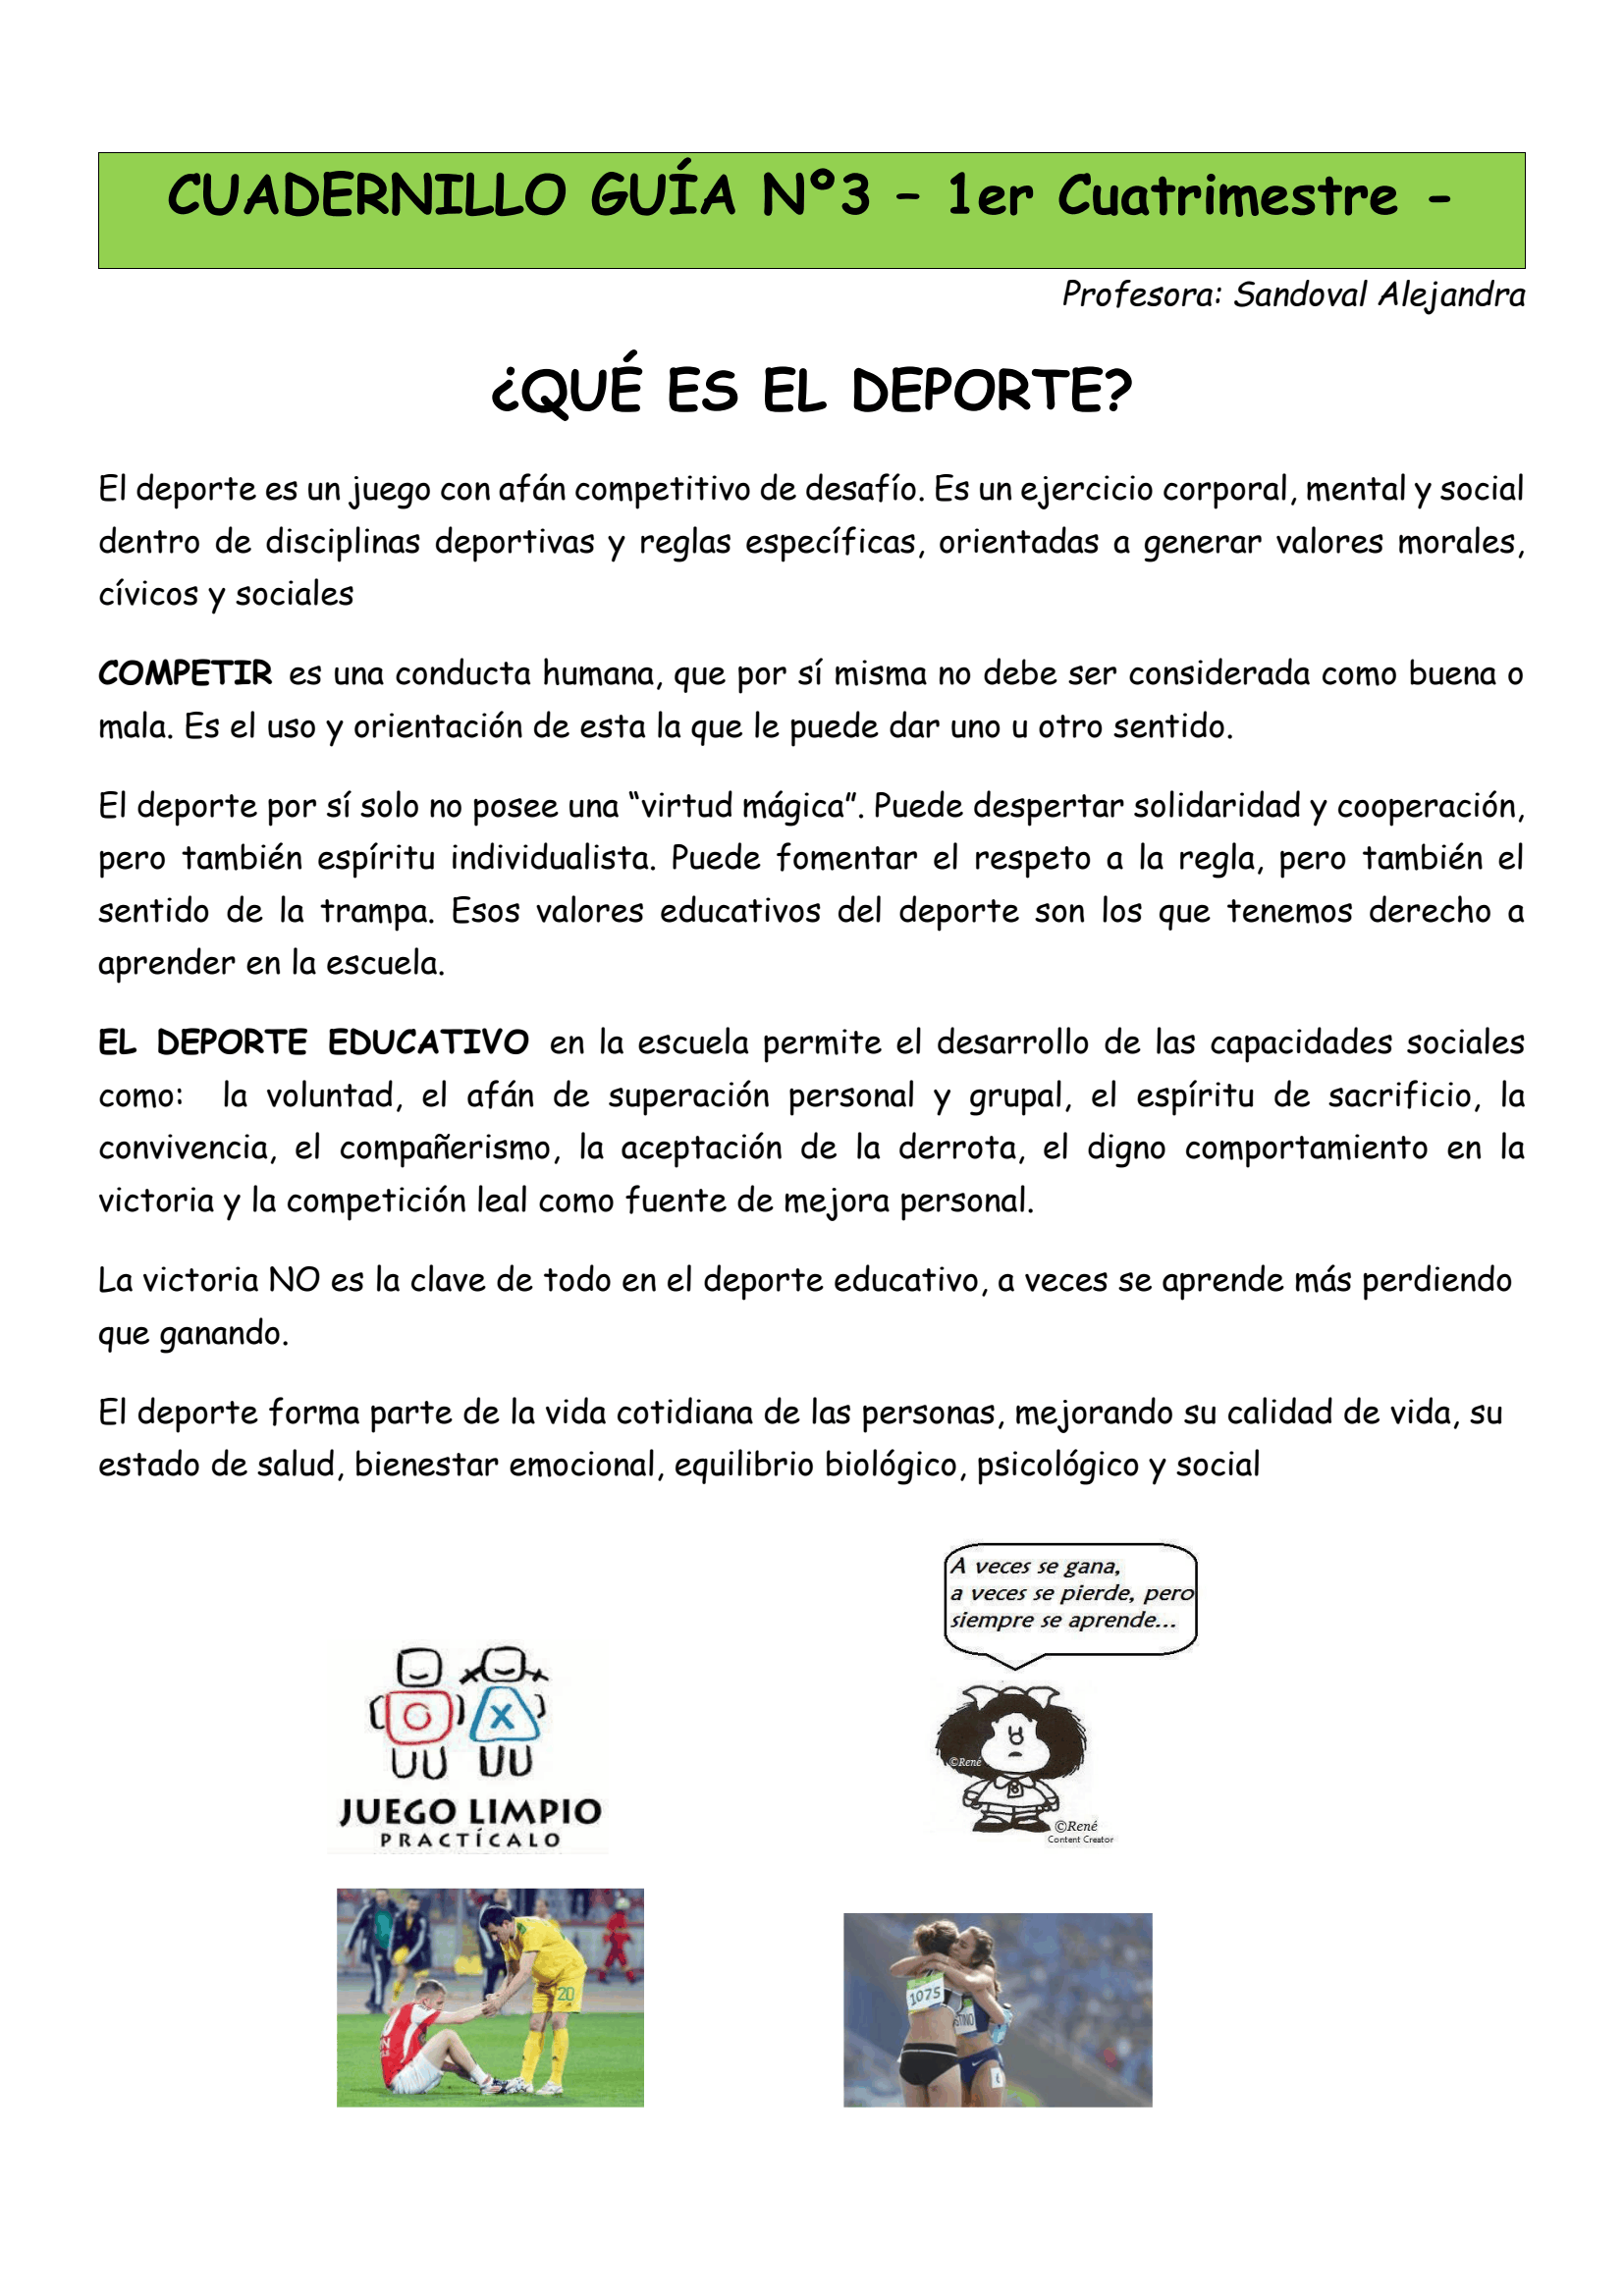 CUADERNILLO GUÍA Nº3 – 1er Cuatrimestre -
Profesora: Sandoval Alejandra
¿QUÉ ES EL DEPORTE?
El deporte es un juego con afán competitivo de desafío. Es un ejercicio corporal, mental y social
dentro de disciplinas deportivas y reglas específicas, orientadas a generar valores morales,
cívicos y sociales
COMPETIR es una conducta humana, que por sí misma no debe ser considerada como buena o
mala. Es el uso y orientación de esta la que le puede dar uno u otro sentido.
El deporte por sí solo no posee una “virtud mágica”. Puede despertar solidaridad y cooperación,
pero también espíritu individualista. Puede fomentar el respeto a la regla, pero también el
sentido de la trampa. Esos valores educativos del deporte son los que tenemos derecho a
aprender en la escuela.
EL DEPORTE EDUCATIVO en la escuela permite el desarrollo de las capacidades sociales
como: la voluntad, el afán de superación personal y grupal, el espíritu de sacrificio, la
convivencia, el compañerismo, la aceptación de la derrota, el digno comportamiento en la
victoria y la competición leal como fuente de mejora personal.
La victoria NO es la clave de todo en el deporte educativo, a veces se aprende más perdiendo
que ganando.
El deporte forma parte de la vida cotidiana de las personas, mejorando su calidad de vida, su
estado de salud, bienestar emocional, equilibrio biológico, psicológico y social
A veces se gana,
a veces se pierde, pero
siempre se aprende...
©René
©René
Content Creator
JUEGO LIMPIO
PRACTÍCALO
20
1075
STINO